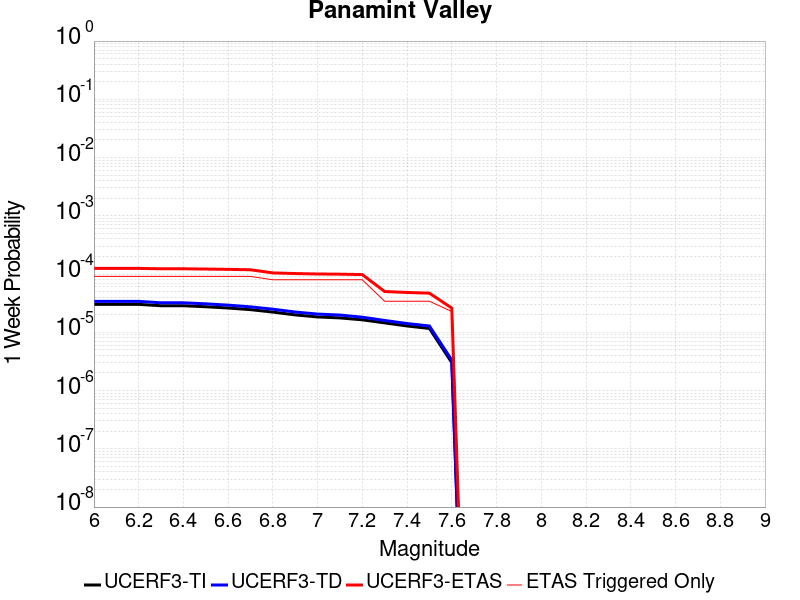 Panamint Valley
1 Week Probability
10^0
10^-1
10^-2
10^-3
10^-4
10^-5
10^-6
10^-7
10^-8
6 6.2 6.4 6.6 6.8 7 7.2 7.4 7.6 7.8 8 8.2 8.4 8.6 8.8 9
Magnitude
UCERF3-TI UCERF3-TD UCERF3-ETAS ETAS Triggered Only